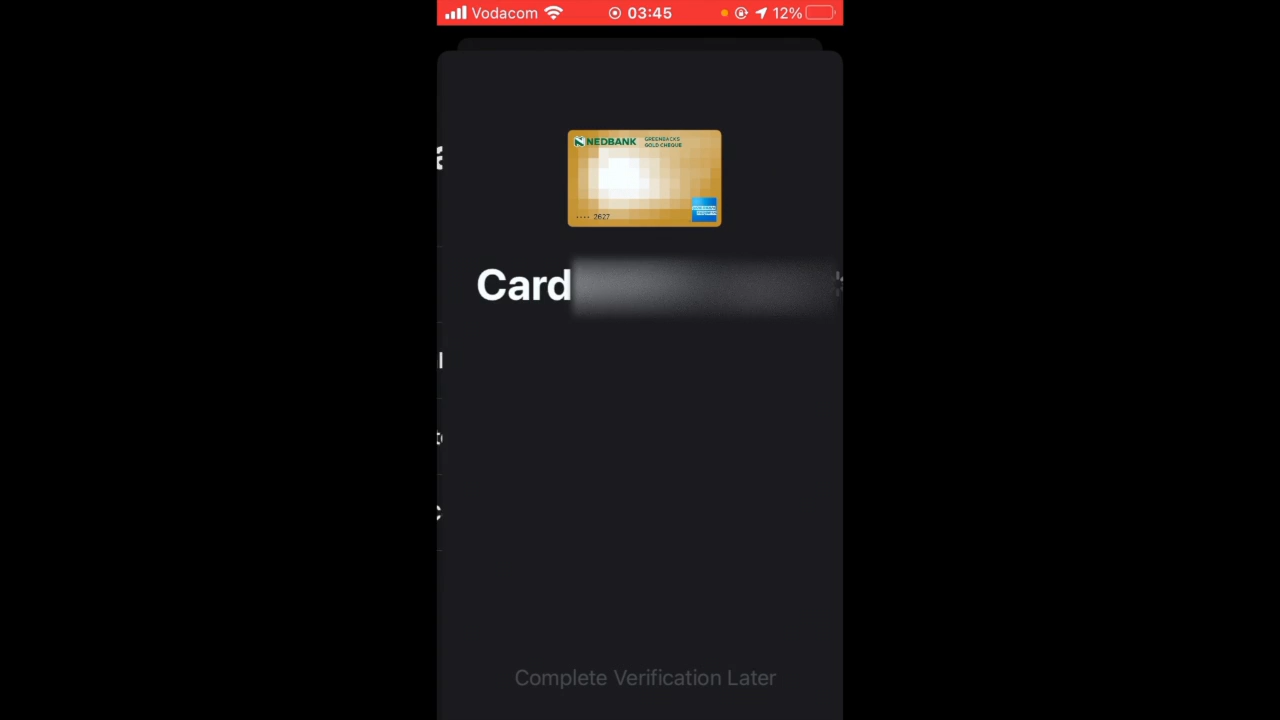 Vodacom 03:45 12%
NEDBANK GREENBACKS
GOLD CHEQUE
•••• 2627
Card
Complete Verification Later